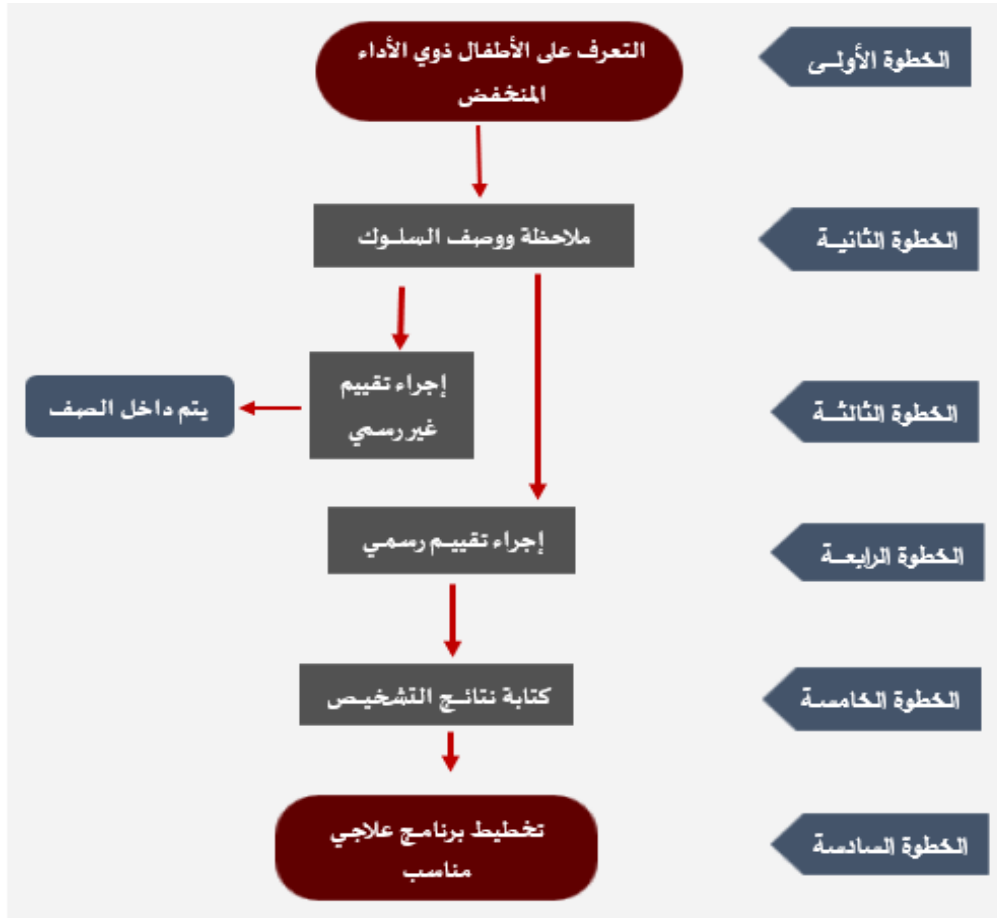 الخطوة الأولى
التعرف على الأطفال ذوي الأداء
المنخفض
الخطوة الثانية
ملاحظة ووصف السلوك
الخطوة الثالثة
إجراء تقييم
غير رسمي
يتم داخل الصف
الخطوة الرابعة
إجراء تقييم رسمي
الخطوة الخامسة
كتابة نتائج التشخيص
الخطوة السادسة
تخطيط برنامج علاجي
مناسب